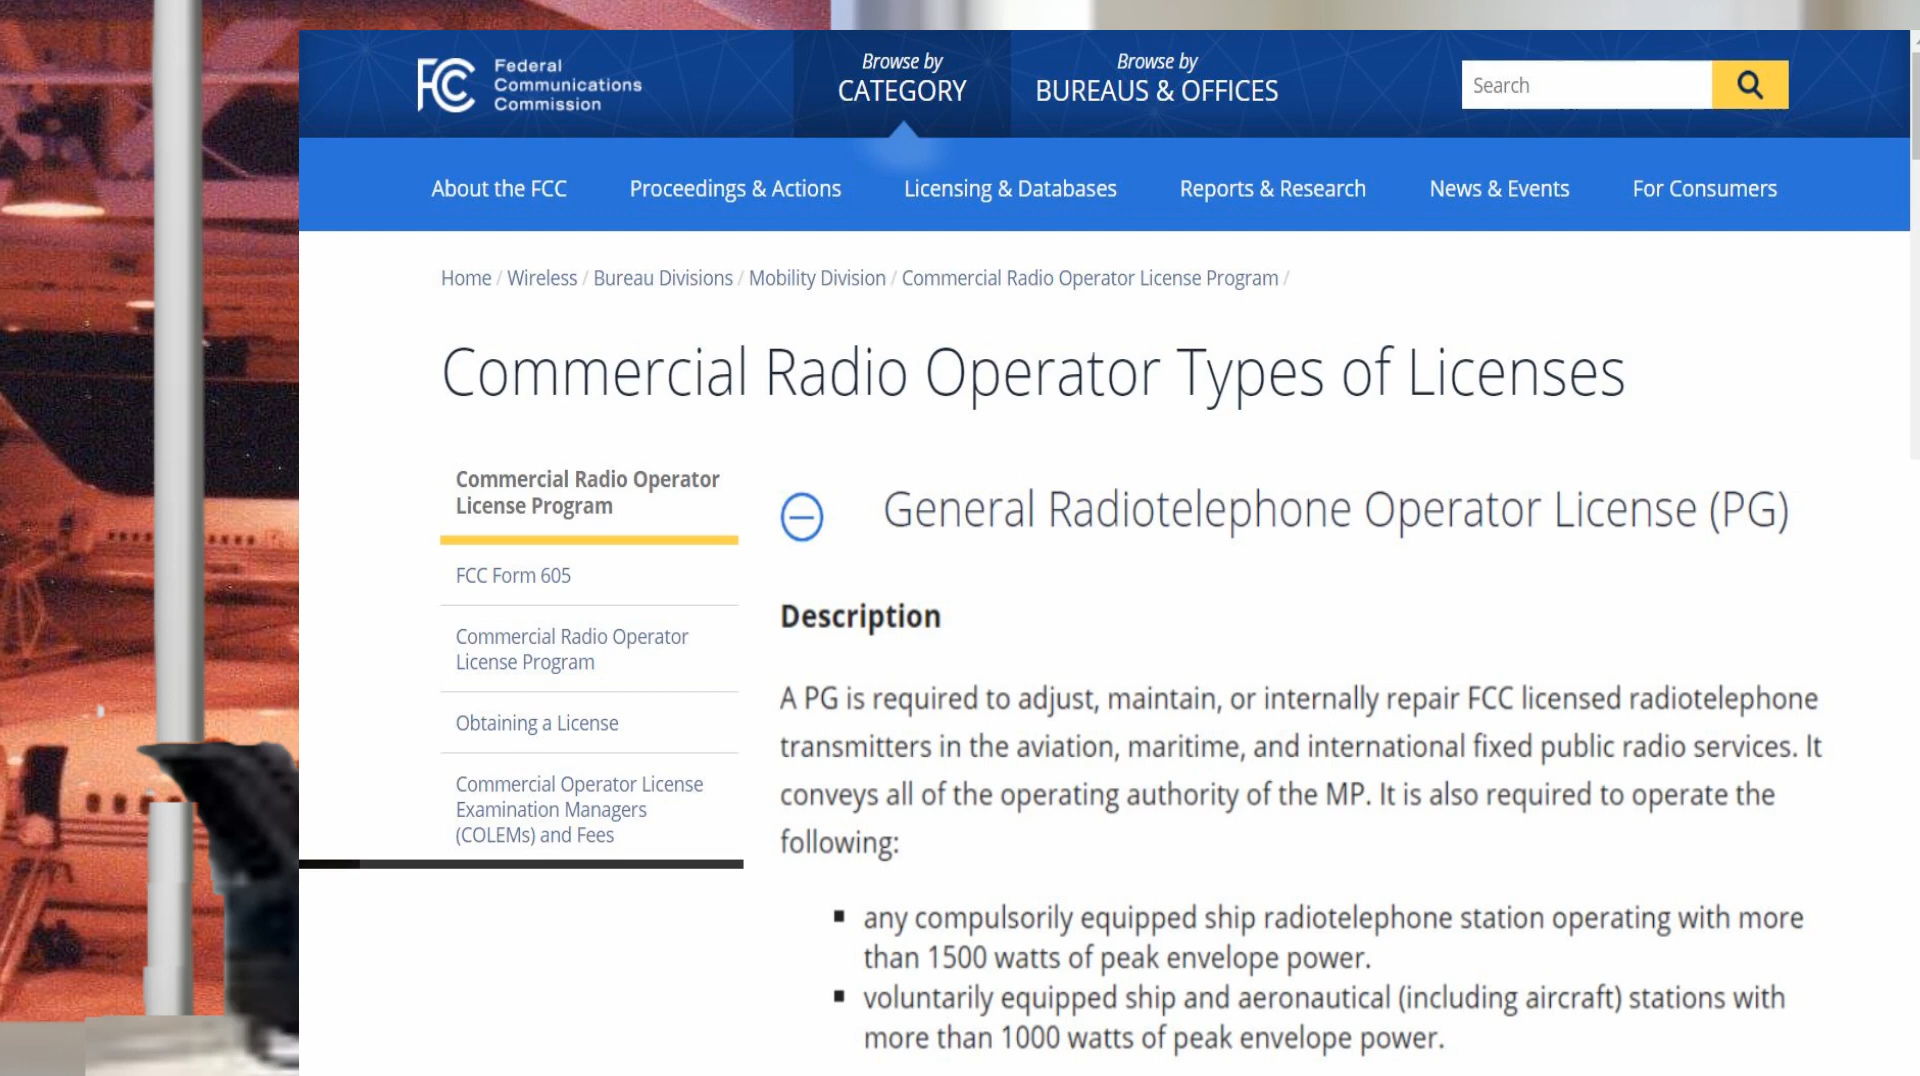 Federal
Communications
Commission
Browse by
CATEGORY
Browse by
BUREAUS & OFFICES
Search
About the FCC
Proceedings & Actions
Licensing & Databases
Reports & Research
News & Events
For Consumers
Home / Wireless / Bureau Divisions / Mobility Division / Commercial Radio Operator License Program /
Commercial Radio Operator Types of Licenses
Commercial Radio Operator
License Program
FCC Form 605
Commercial Radio Operator
License Program
Obtaining a License
Commercial Operator License
Examination Managers
(COLEMs) and Fees
General Radiotelephone Operator License (PG)
Description
A PG is required to adjust, maintain, or internally repair FCC licensed radiotelephone
transmitters in the aviation, maritime, and international fixed public radio services. It
conveys all of the operating authority of the MP. It is also required to operate the
following:
▪ any compulsorily equipped ship radiotelephone station operating with more
than 1500 watts of peak envelope power.
▪ voluntarily equipped ship and aeronautical (including aircraft) stations with
more than 1000 watts of peak envelope power.